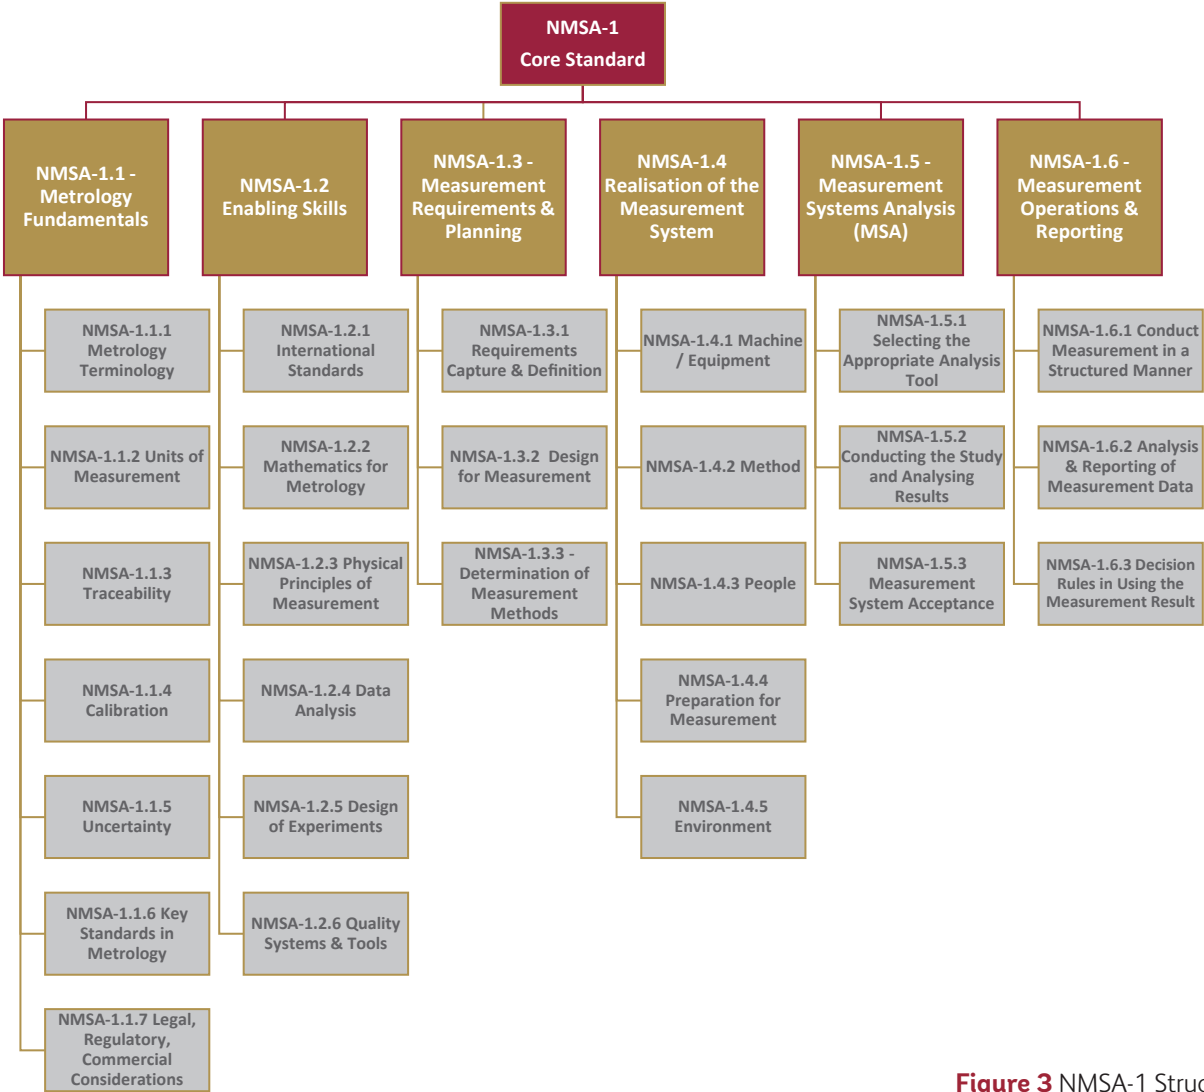 NMSA-1
Core Standard
NMSA-1.1 -
Metrology
Fundamentals
NMSA-1.2
Enabling Skills
NMSA-1.3 -
Measurement
Requirements &
Planning
NMSA-1.4
Realisation of the
Measurement
System
NMSA-1.5 -
Measurement
Systems Analysis
(MSA)
NMSA-1.6 -
Measurement
Operations &
Reporting
NMSA-1.1.1
Metrology
Terminology
NMSA-1.1.2 Units of
Measurement
NMSA-1.1.3
Traceability
NMSA-1.1.4
Calibration
NMSA-1.1.5
Uncertainty
NMSA-1.1.6 Key
Standards in
Metrology
NMSA-1.1.7 Legal,
Regulatory,
Commercial
Considerations
NMSA-1.2.1
International
Standards
NMSA-1.2.2
Mathematics for
Metrology
NMSA-1.2.3 Physical
Principles of
Measurement
NMSA-1.2.4 Data
Analysis
NMSA-1.2.5 Design
of Experiments
NMSA-1.2.6 Quality
Systems & Tools
NMSA-1.3.1
Requirements
Capture & Definition
NMSA-1.3.2 Design
for Measurement
NMSA-1.3.3 -
Determination of
Measurement
Methods
NMSA-1.4.1 Machine
/ Equipment
NMSA-1.4.2 Method
NMSA-1.4.3 People
NMSA-1.4.4
Preparation for
Measurement
NMSA-1.4.5
Environment
NMSA-1.5.1
Selecting the
Appropriate Analysis
Tool
NMSA-1.5.2
Conducting the Study
and Analysing
Results
NMSA-1.5.3
Measurement
System Acceptance
NMSA-1.6.1 Conduct
Measurement in a
Structured Manner
NMSA-1.6.2 Analysis
& Reporting of
Measurement Data
NMSA-1.6.3 Decision
Rules in Using the
Measurement Result
Figure 3 NMSA-1 Struc